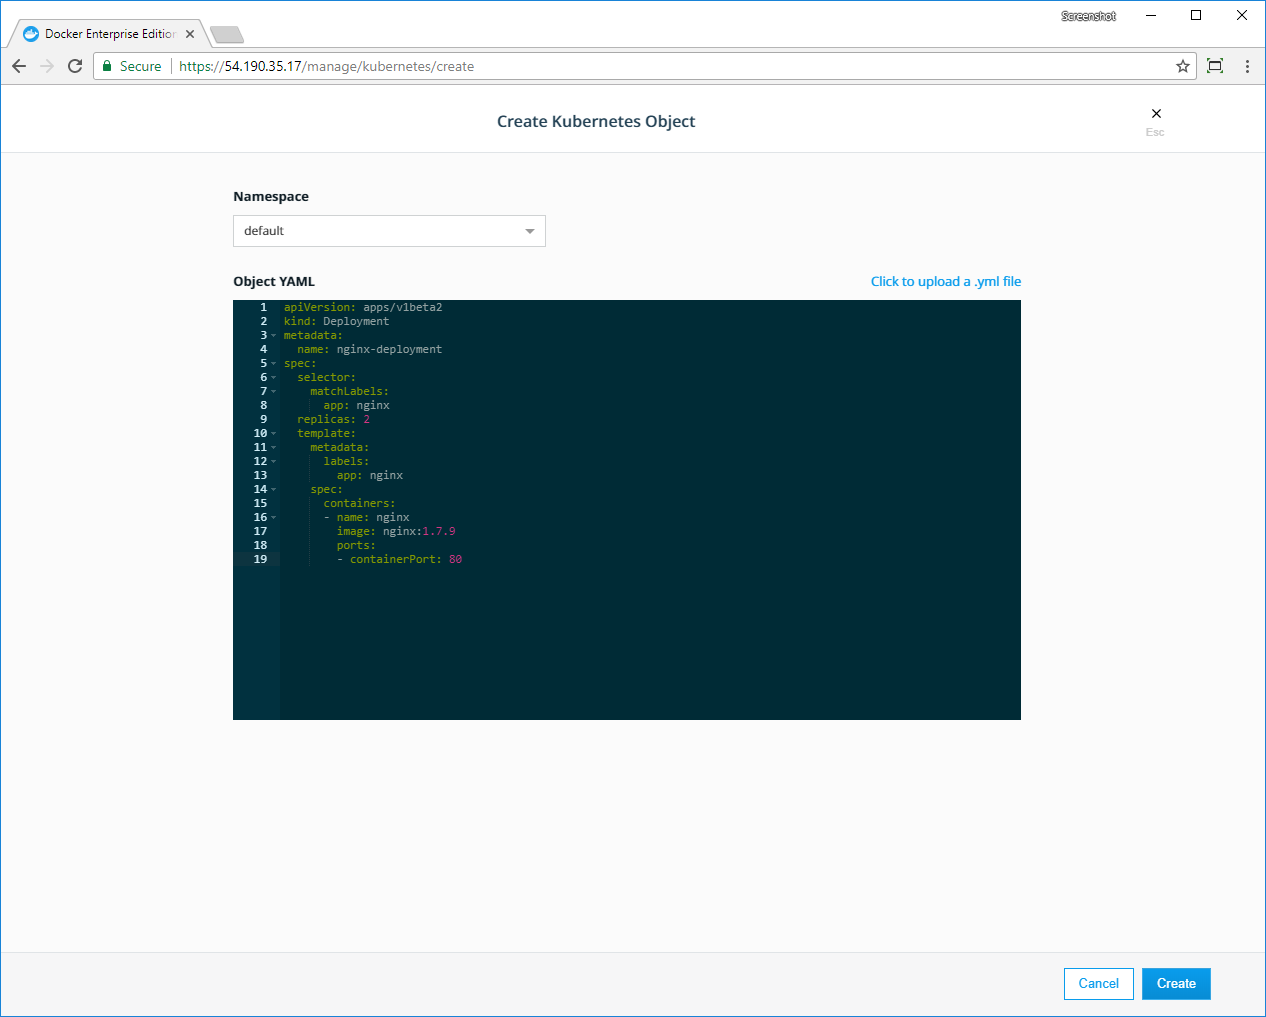 Screenshot
Docker Enterprise Edition
Secure https://54.190.35.17/manage/kubernetes/create
Create Kubernetes Object
Esc
Namespace
default
Object YAML Click to upload a .yml file
1 apiVersion: apps/v1beta2
2 kind: Deployment
3 metadata:
4 name: nginx-deployment
5 spec:
6 selector:
7 matchLabels:
8 app: nginx
9 replicas: 2
10 template:
11 metadata:
12 labels:
13 app: nginx
14 spec:
15 containers:
16 - name: nginx
17 image: nginx:1.7.9
18 ports:
19 - containerPort: 80
Cancel Create